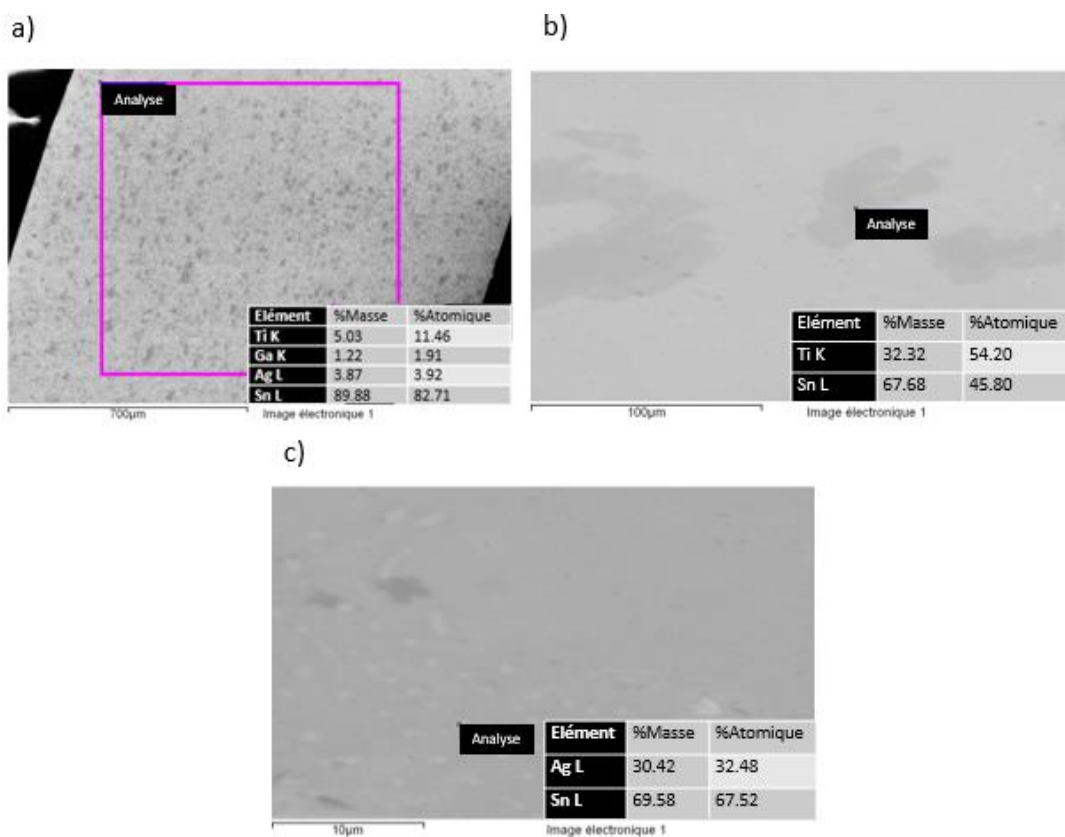 a)
Analyse
Elément %Masse %Atomique
Ti K 5.03 11.46
Ga K 1.22 1.91
Ag L 3.87 3.92
Sn L 89.88 82.71
700µm Image électronique 1
b)
Analyse
Elément %Masse %Atomique
Ti K 32.32 54.20
Sn L 67.68 45.80
100µm Image électronique 1
c)
Analyse
Elément %Masse %Atomique
Ag L 30.42 32.48
Sn L 69.58 67.52
10µm Image électronique 1